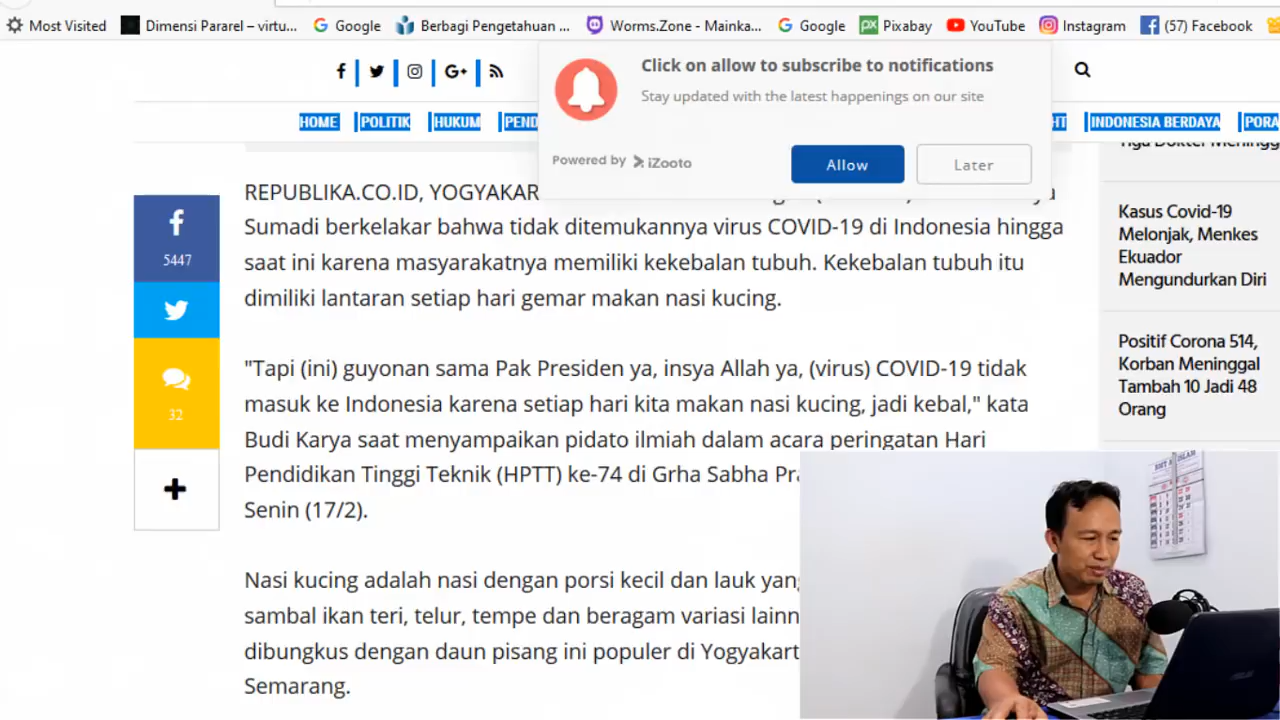 Most Visited Dimensi Pararel – virtu... Google Berbagi Pengetahuan ... Worms.Zone - Mainka... Google Pixabay YouTube Instagram (57) Facebook
Click on allow to subscribe to notifications
Stay updated with the latest happenings on our site
Powered by iZooto
Allow
Later
HOME POLITIK HUKUM PEND HT INDONESIA BERDAYA PORA
REPUBLIKA.CO.ID, YOGYAKAR
Sumadi berkelakar bahwa tidak ditemukannya virus COVID-19 di Indonesia hingga
saat ini karena masyarakatnya memiliki kekebalan tubuh. Kekebalan tubuh itu
dimiliki lantaran setiap hari gemar makan nasi kucing.
"Tapi (ini) guyonan sama Pak Presiden ya, insya Allah ya, (virus) COVID-19 tidak
masuk ke Indonesia karena setiap hari kita makan nasi kucing, jadi kebal," kata
Budi Karya saat menyampaikan pidato ilmiah dalam acara peringatan Hari
Pendidikan Tinggi Teknik (HPTT) ke-74 di Grha Sabha Pra
Senin (17/2).
Nasi kucing adalah nasi dengan porsi kecil dan lauk yang
sambal ikan teri, telur, tempe dan beragam variasi lainn
dibungkus dengan daun pisang ini populer di Yogyakart
Semarang.
5447
32
Tiga Dokter Meninggal
Kasus Covid-19
Melonjak, Menkes
Ekuador
Mengundurkan Diri
Positif Corona 514,
Korban Meninggal
Tambah 10 Jadi 48
Orang